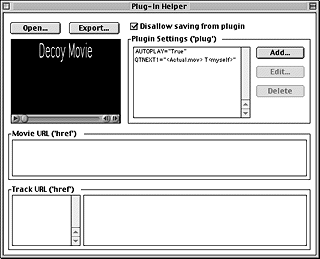 Plug-In Helper
Open...
Export...
Disallow saving from plugin
Decoy Movie
Plugin Settings ('plug')
AUTOPLAY="True"
QTNEXT1="<Actual.mov> T<myself>"
Add...
Edit...
Delete
Movie URL ('href')
Track URL ('href')